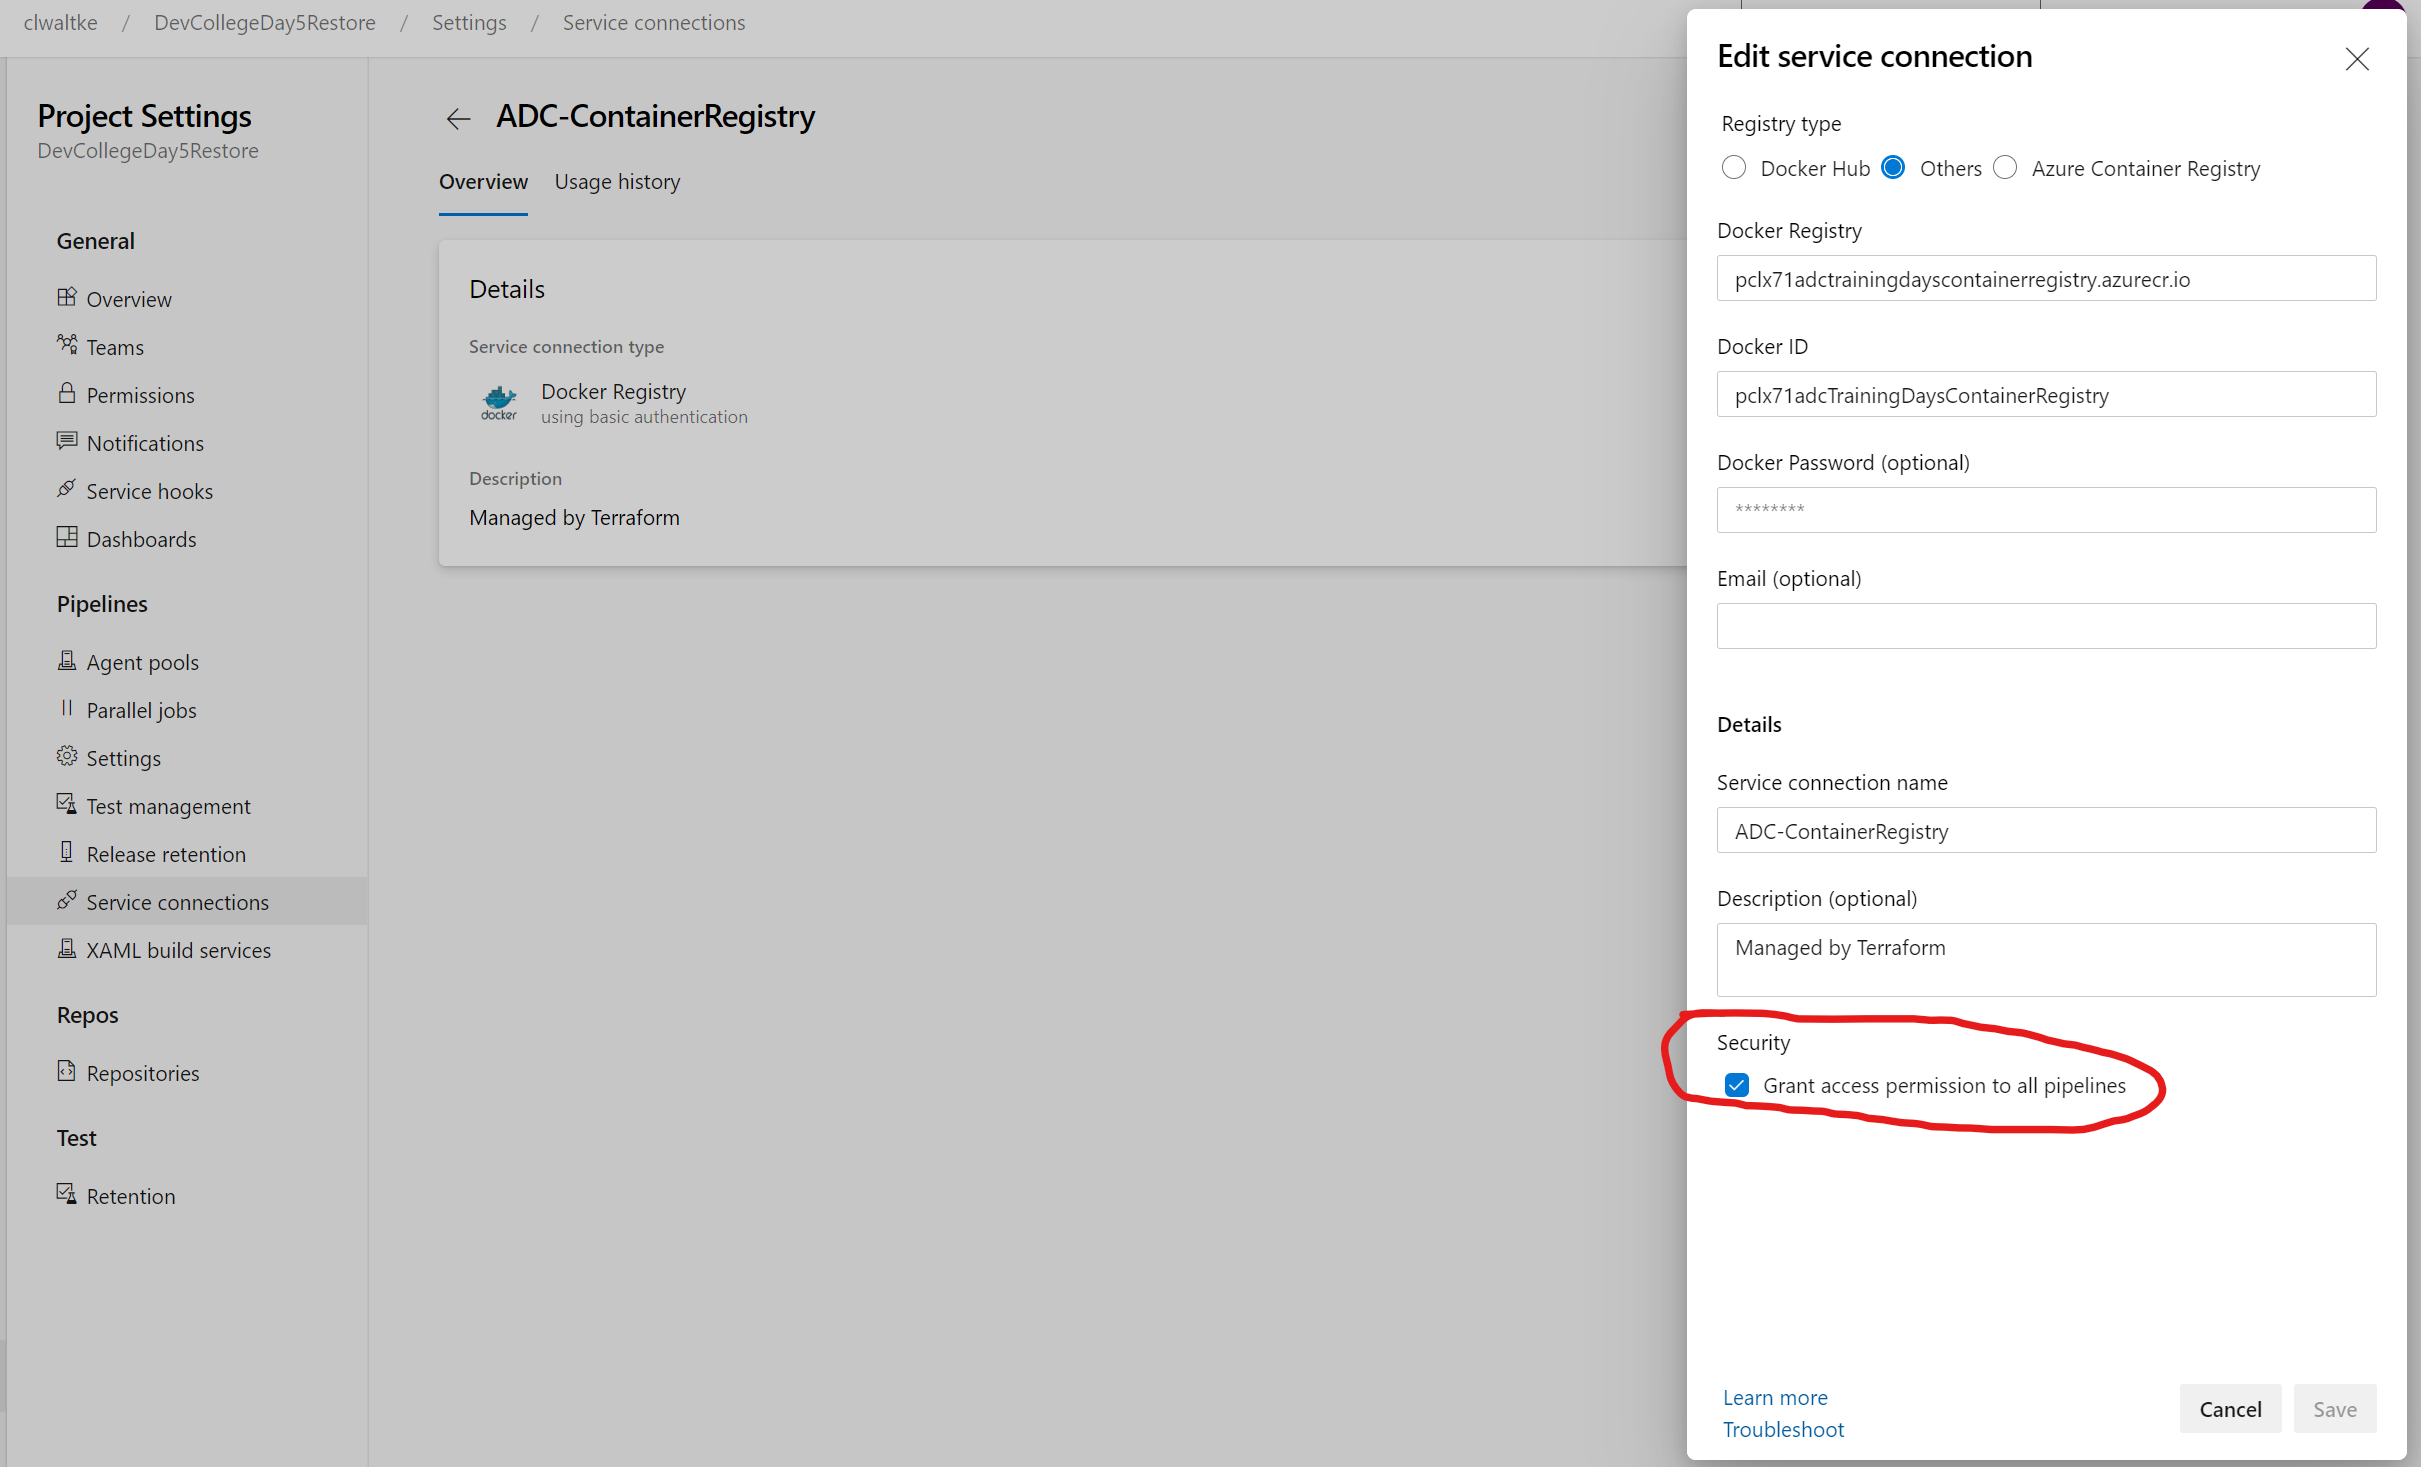 clwaltke / DevCollegeDay5Restore / Settings / Service connections
Project Settings
DevCollegeDay5Restore
General
Overview
Teams
Permissions
Notifications
Service hooks
Dashboards
Pipelines
Agent pools
Parallel jobs
Settings
Test management
Release retention
Service connections
XAML build services
Repos
Repositories
Test
Retention
ADC-ContainerRegistry
Overview Usage history
Details
Service connection type
docker
Docker Registry
using basic authentication
Description
Managed by Terraform
Edit service connection
Registry type
Docker Hub Others Azure Container Registry
Docker Registry
pclx71adctrainingdayscontainerregistry.azurecr.io
Docker ID
pclx71adcTrainingDaysContainerRegistry
Docker Password (optional)
********
Email (optional)
Details
Service connection name
ADC-ContainerRegistry
Description (optional)
Managed by Terraform
Security
Grant access permission to all pipelines
Learn more
Troubleshoot
Cancel Save